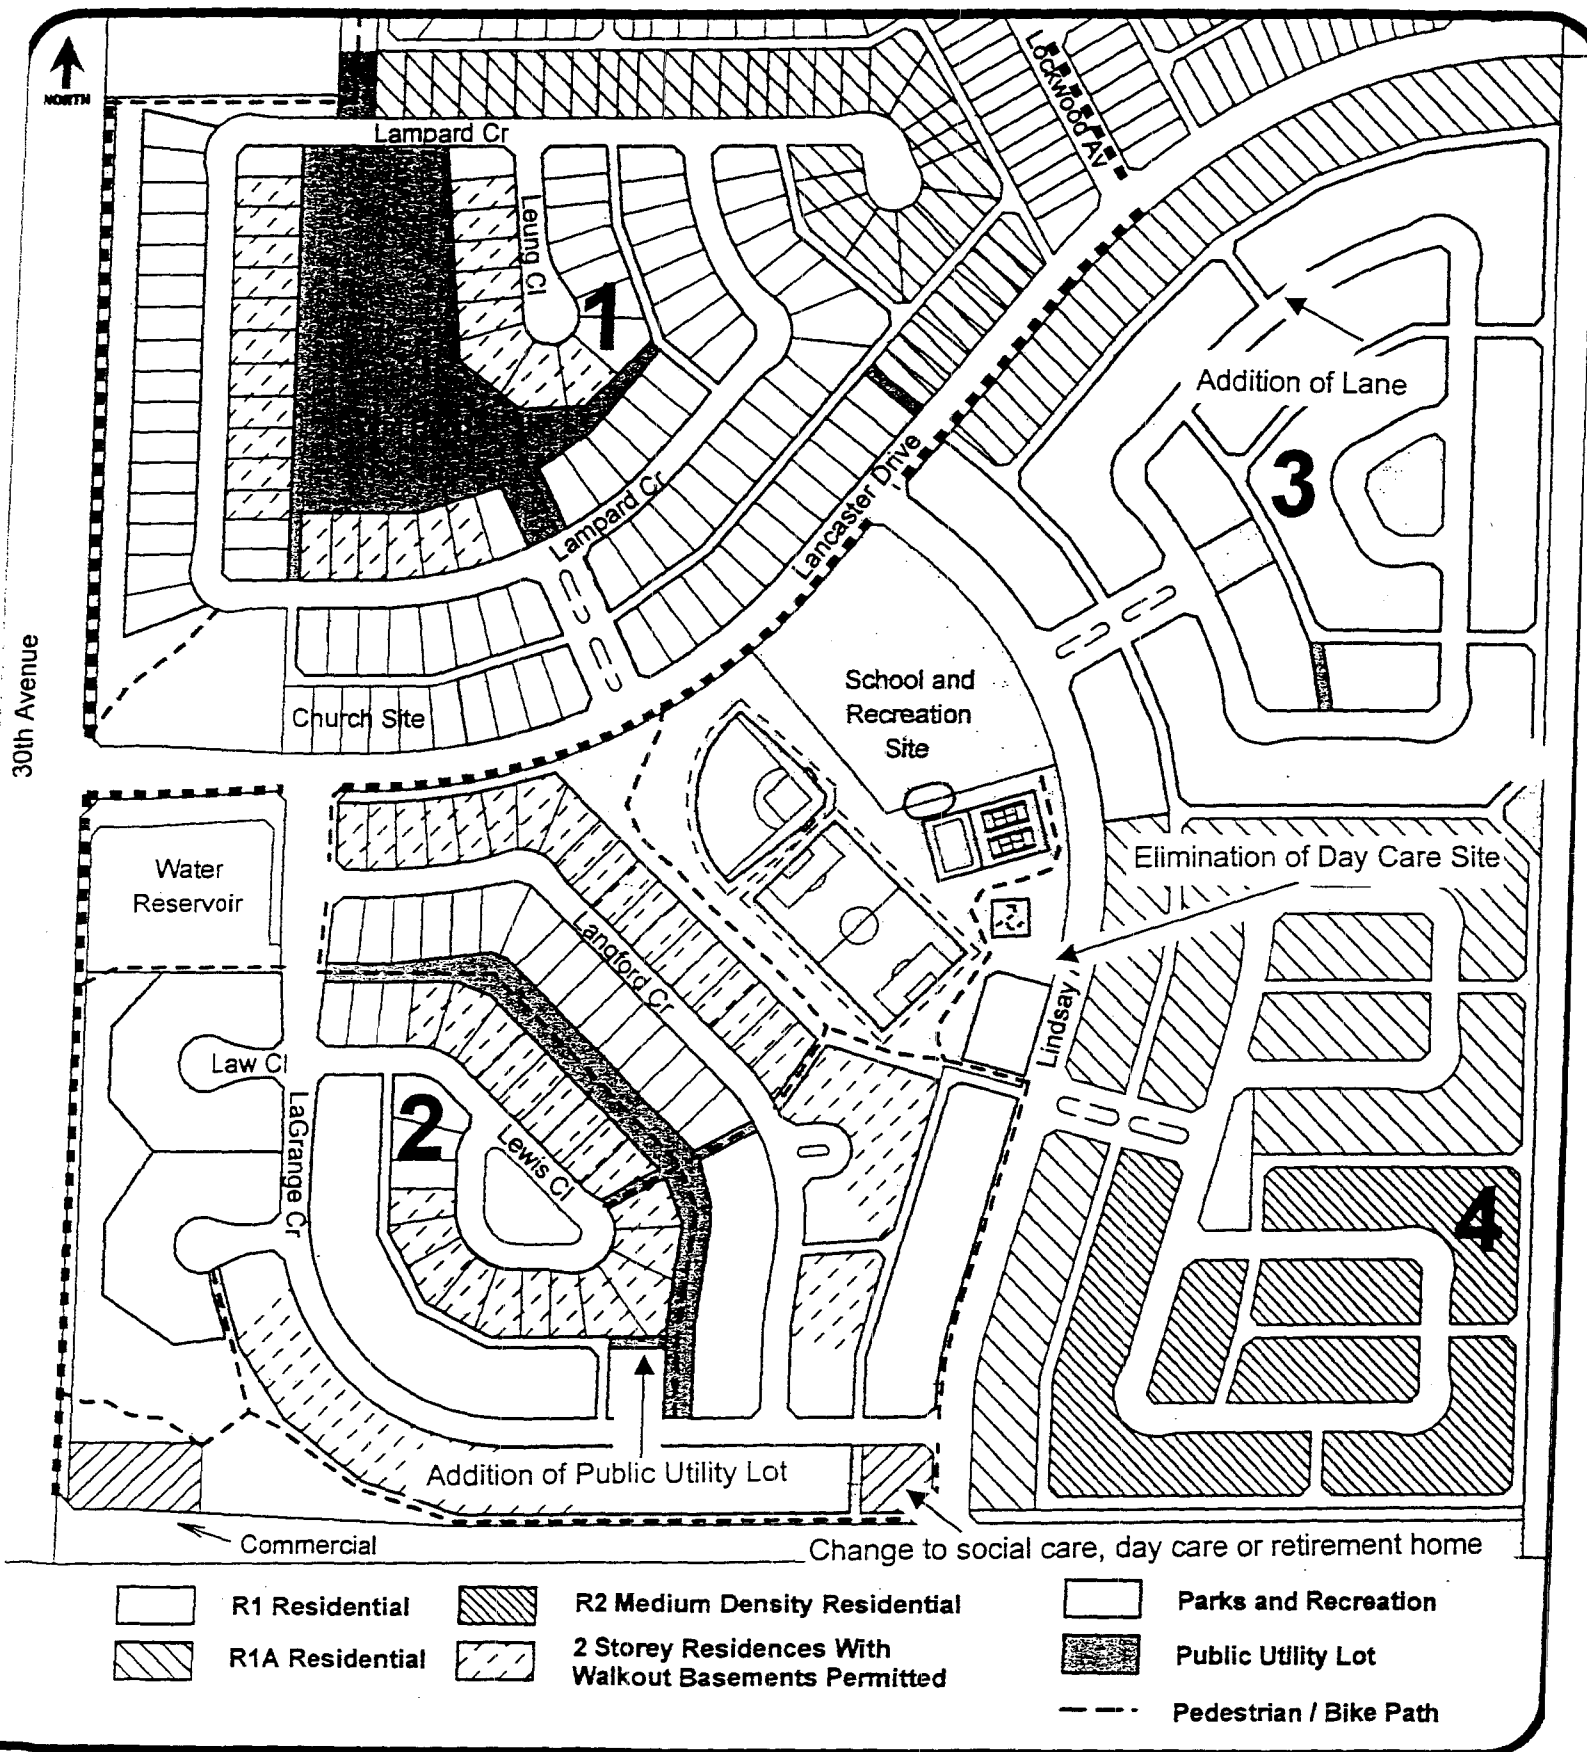 NORTH
Lockwood Av
Lampard Cr
Leung Cl
1
Addition of Lane
3
Lancaster Drive
Lampard Cr
30th Avenue
School and
Recreation
Site
Church Site
Water
Reservoir
Elimination of Day Care Site
Langford Cr
Lindsay
Law Cl
2
Lewis Cl
LaGrange Cr
4
Addition of Public Utility Lot
Commercial
Change to social care, day care or retirement home
R1 Residential
R2 Medium Density Residential
Parks and Recreation
R1A Residential
2 Storey Residences With
Walkout Basements Permitted
Public Utility Lot
Pedestrian / Bike Path